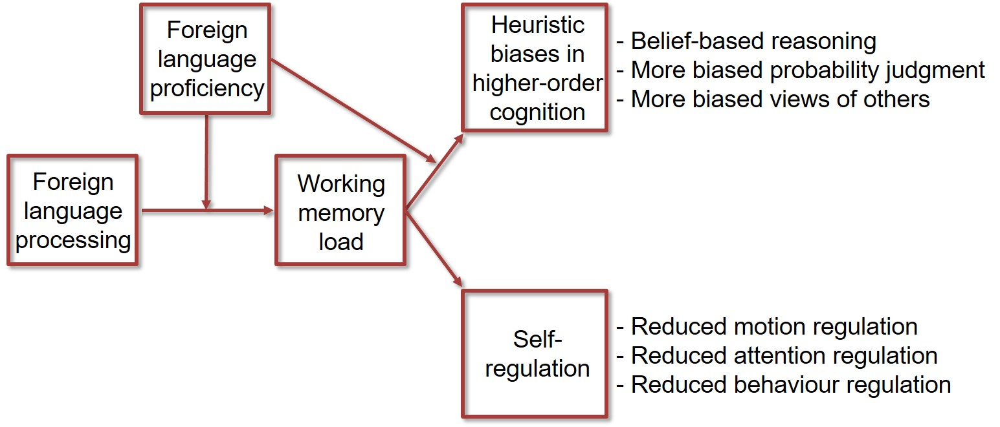 Foreign
language
proficiency
Heuristic
biases in
higher-order
cognition
- Belief-based reasoning
- More biased probability judgment
- More biased views of others
Foreign
language
processing
Working
memory
load
Self-
regulation
- Reduced motion regulation
- Reduced attention regulation
- Reduced behaviour regulation